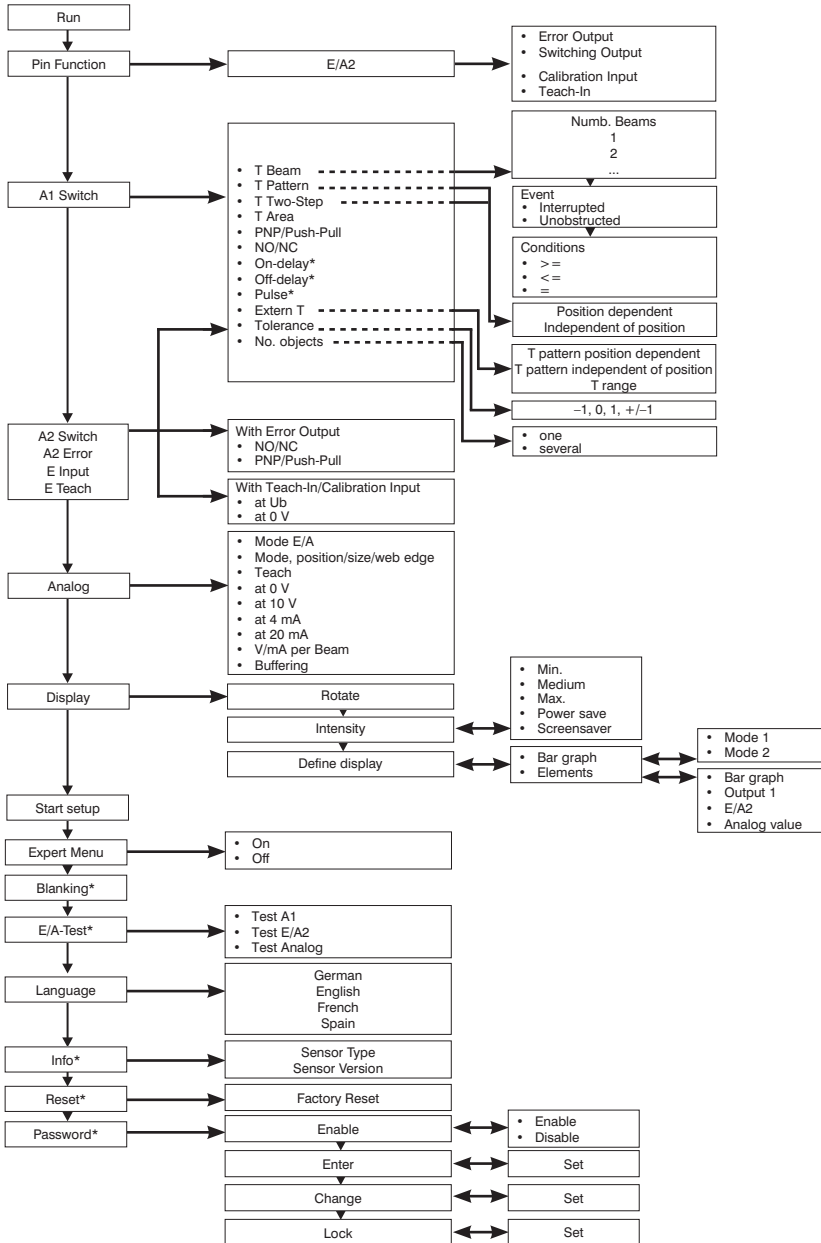 Run
Pin Function
E/A2
• Error Output
• Switching Output
• Calibration Input
• Teach-In
A1 Switch
• T Beam
• T Pattern
• T Two-Step
• T Area
• PNP/Push-Pull
• NO/NC
• On-delay*
• Off-delay*
• Pulse*
• Extern T
• Tolerance
• No. objects
Numb. Beams
1
2
...
Event
• Interrupted
• Unobstructed
Conditions
• >=
• <=
• =
Position dependent
Independent of position
T pattern position dependent
T pattern independent of position
T range
−1, 0, 1, +/−1
• one
• several
A2 Switch
A2 Error
E Input
E Teach
With Error Output
• NO/NC
• PNP/Push-Pull
With Teach-In/Calibration Input
• at Ub
• at 0 V
Analog
• Mode E/A
• Mode, position/size/web edge
• Teach
• at 0 V
• at 10 V
• at 4 mA
• at 20 mA
• V/mA per Beam
• Buffering
Display
Rotate
Intensity
• Min.
• Medium
• Max.
• Power save
• Screensaver
Define display
• Bar graph
• Elements
• Mode 1
• Mode 2
• Bar graph
• Output 1
• E/A2
• Analog value
Start setup
Expert Menu
• On
• Off
Blanking*
E/A-Test*
• Test A1
• Test E/A2
• Test Analog
Language
German
English
French
Spain
Info*
Sensor Type
Sensor Version
Reset*
Factory Reset
Password*
Enable
• Enable
• Disable
Enter
Set
Change
Set
Lock
Set